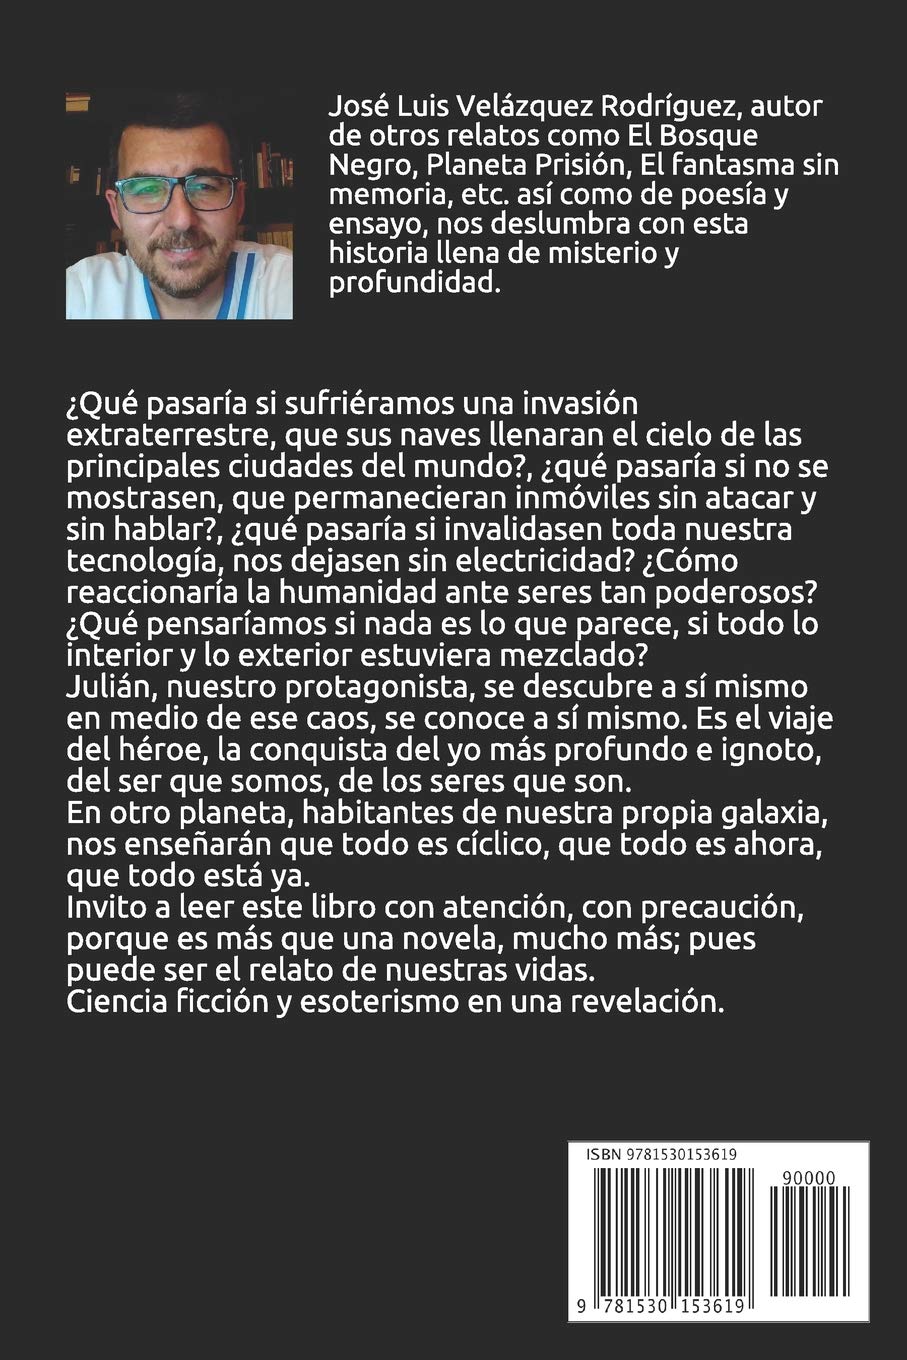 José Luis Velázquez Rodríguez, autor
de otros relatos como El Bosque
Negro, Planeta Prisión, El fantasma sin
memoria, etc. así como de poesía y
ensayo, nos deslumbra con esta
historia llena de misterio y
profundidad.
¿Qué pasaría si sufriéramos una invasión
extraterrestre, que sus naves llenaran el cielo de las
principales ciudades del mundo?, ¿qué pasaría si no se
mostrasen, que permanecieran inmóviles sin atacar y
sin hablar?, ¿qué pasaría si invalidasen toda nuestra
tecnología, nos dejasen sin electricidad? ¿Cómo
reaccionaría la humanidad ante seres tan poderosos?
¿Qué pensaríamos si nada es lo que parece, si todo lo
interior y lo exterior estuviera mezclado?
Julián, nuestro protagonista, se descubre a sí mismo
en medio de ese caos, se conoce a sí mismo. Es el viaje
del héroe, la conquista del yo más profundo e ignoto,
del ser que somos, de los seres que son.
En otro planeta, habitantes de nuestra propia galaxia,
nos enseñarán que todo es cíclico, que todo es ahora,
que todo está ya.
Invito a leer este libro con atención, con precaución,
porque es más que una novela, mucho más; pues
puede ser el relato de nuestras vidas.
Ciencia ficción y esoterismo en una revelación.
ISBN 9781530153619
90000
9 781530 153619